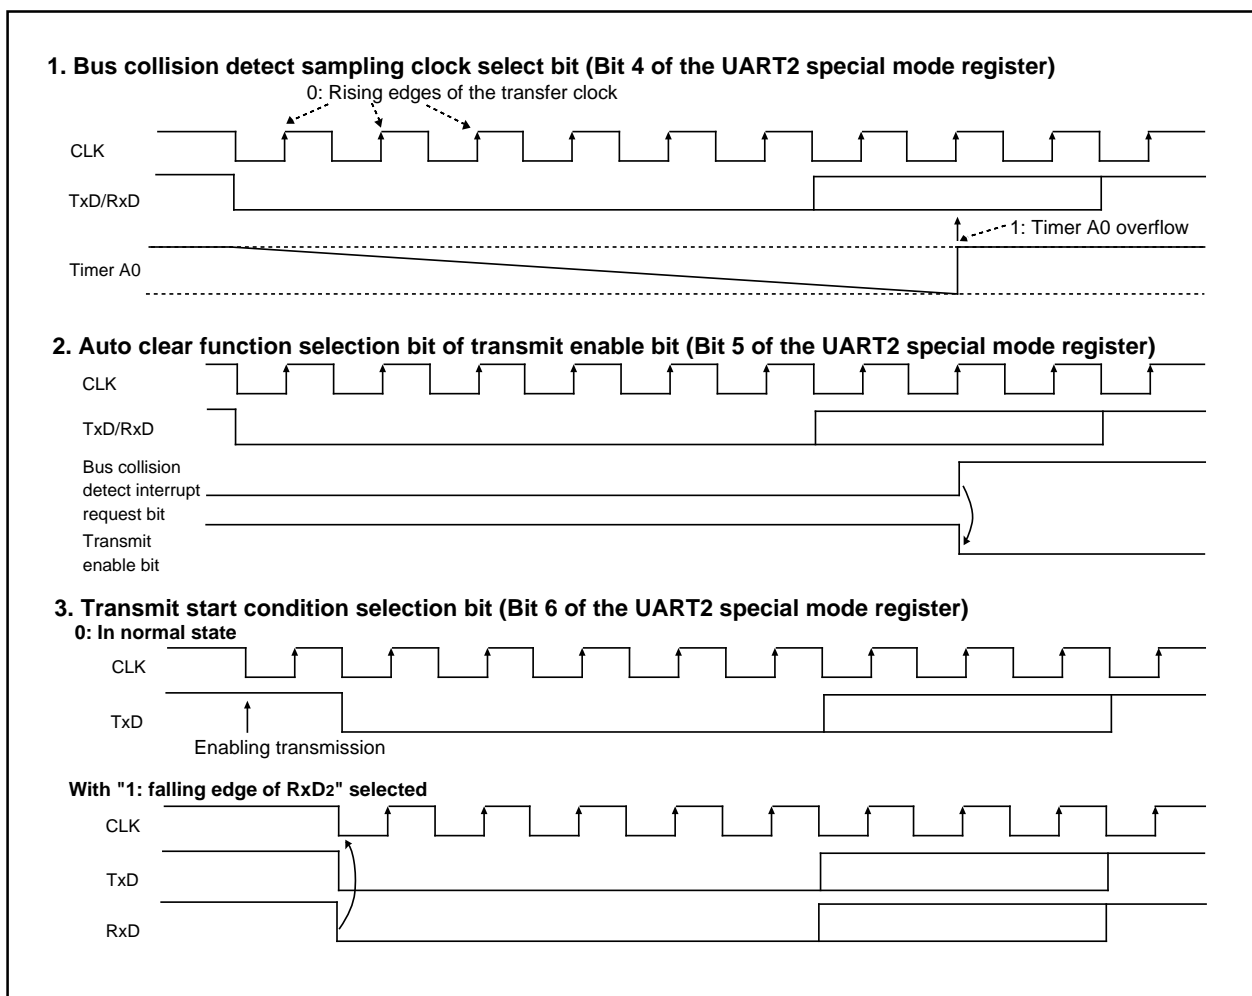 1. Bus collision detect sampling clock select bit (Bit 4 of the UART2 special mode register)
0: Rising edges of the transfer clock
CLK
TxD/RxD
1: Timer A0 overflow
Timer A0
2. Auto clear function selection bit of transmit enable bit (Bit 5 of the UART2 special mode register)
CLK
TxD/RxD
Bus collision
detect interrupt
request bit
Transmit
enable bit
3. Transmit start condition selection bit (Bit 6 of the UART2 special mode register)
0: In normal state
CLK
TxD
Enabling transmission
With "1: falling edge of RxD2" selected
CLK
TxD
RxD